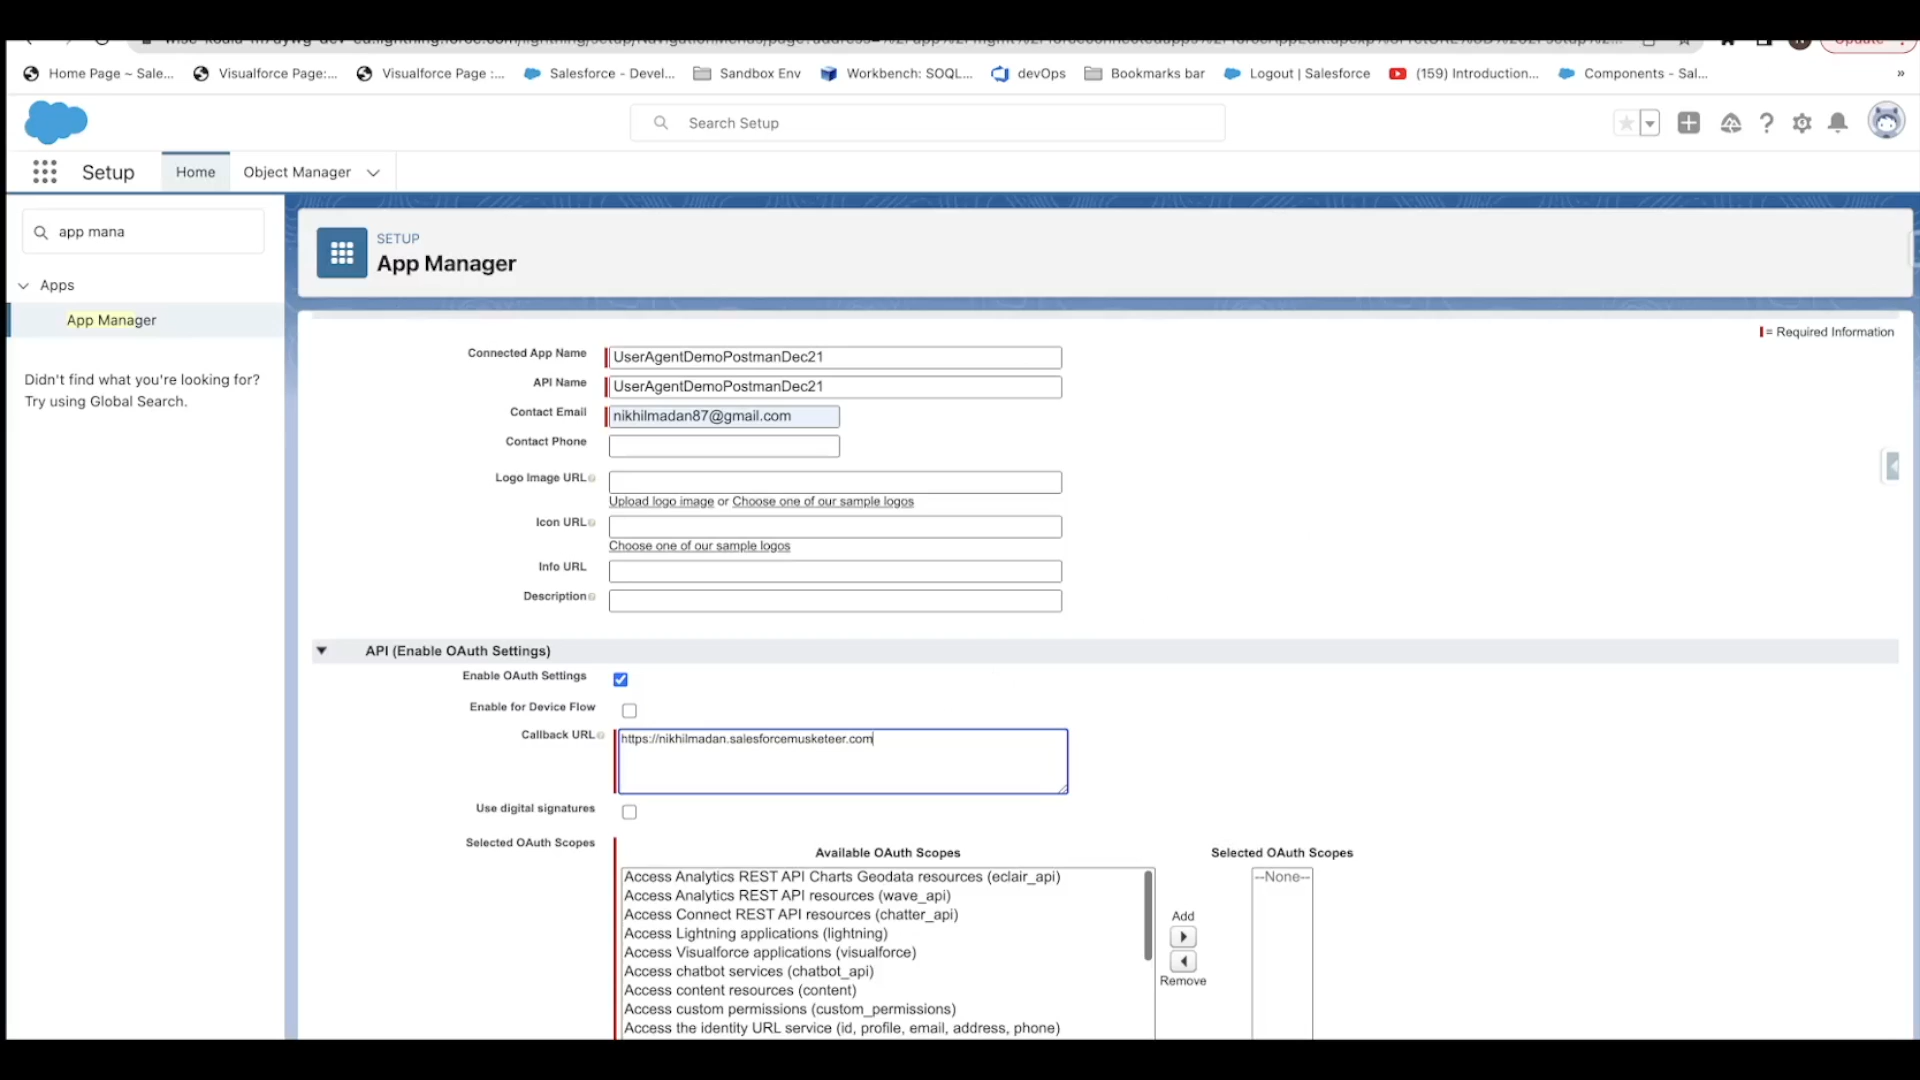 Update
Home Page ~ Sale...
Visualforce Page:...
Visualforce Page :...
Salesforce - Devel...
Sandbox Env
Workbench: SOQL...
devOps
Bookmarks bar
Logout | Salesforce
(159) Introduction...
Components - Sal...
»
Search Setup
Setup
Home
Object Manager
app mana
Apps
App Manager
Didn't find what you're looking for?
Try using Global Search.
SETUP
App Manager
= Required Information
Connected App Name
UserAgentDemoPostmanDec21
API Name
UserAgentDemoPostmanDec21
Contact Email
nikhilmadan87@gmail.com
Contact Phone
Logo Image URL
Upload logo image or Choose one of our sample logos
Icon URL
Choose one of our sample logos
Info URL
Description
API (Enable OAuth Settings)
Enable OAuth Settings
Enable for Device Flow
Callback URL
https://nikhilmadan.salesforcemusketeer.com
Use digital signatures
Selected OAuth Scopes
Available OAuth Scopes
Selected OAuth Scopes
Access Analytics REST API Charts Geodata resources (eclair_api)
--None--
Access Analytics REST API resources (wave_api)
Access Connect REST API resources (chatter_api)
Add
Access Lightning applications (lightning)
Access Visualforce applications (visualforce)
Access chatbot services (chatbot_api)
Remove
Access content resources (content)
Access custom permissions (custom_permissions)
Access the identity URL service (id, profile, email, address, phone)